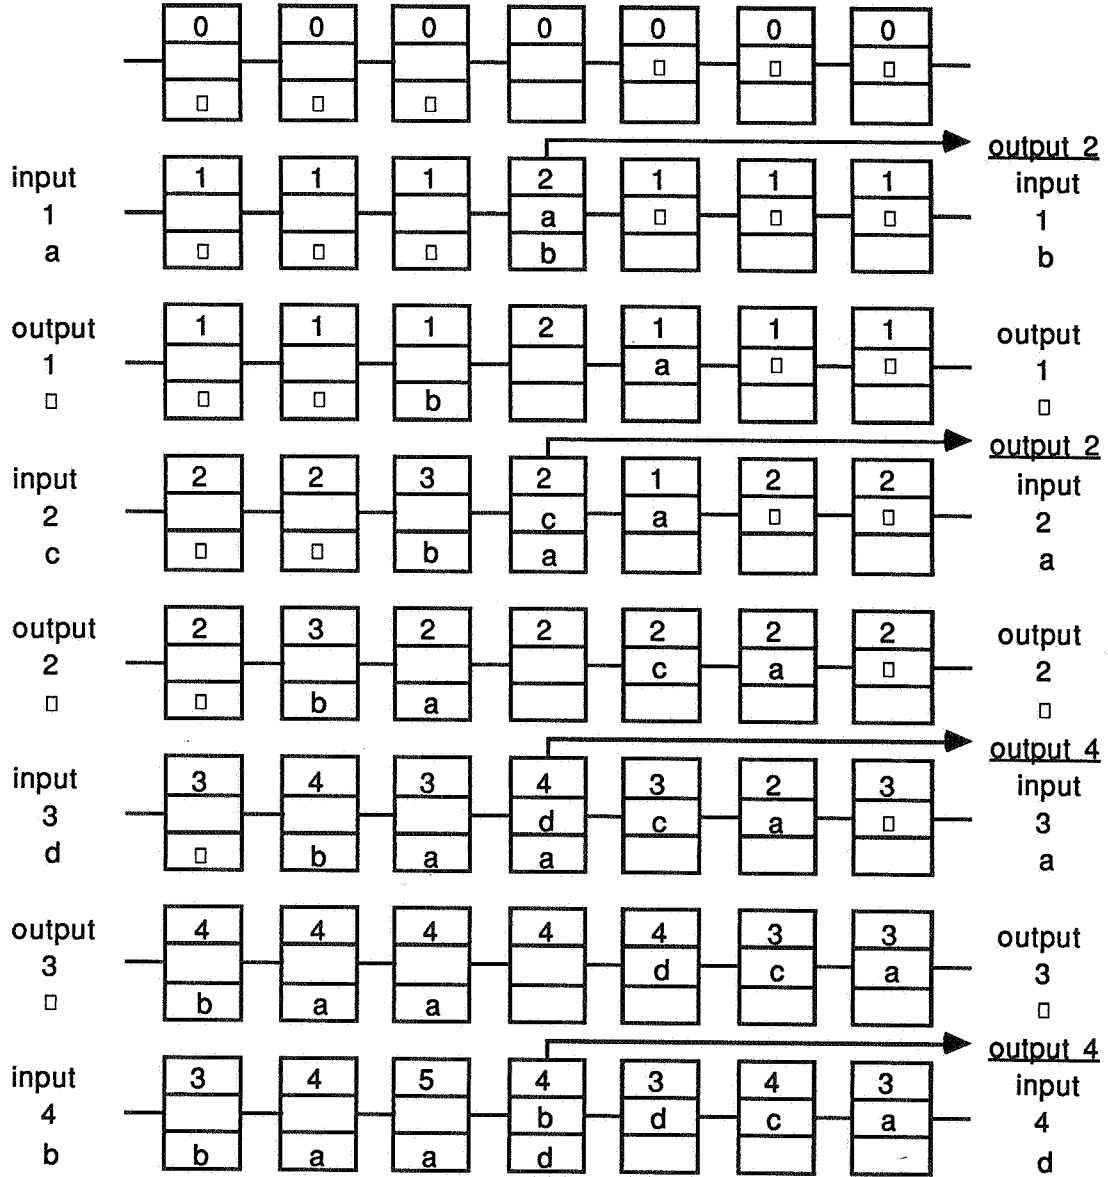 0 0 0 0 0 0 0
▯ ▯ ▯
▯ ▯ ▯
output 2
input 1 1 1 2 1 1 1 input
1 a ▯ ▯ ▯ 1
a ▯ ▯ ▯ b b
output 1 1 1 2 1 1 1 output
1 a ▯ ▯ 1
▯ ▯ ▯ b ▯
output 2
input 2 2 3 2 1 2 2 input
2 c a ▯ ▯ 2
c ▯ ▯ b a a
output 2 3 2 2 2 2 2 output
2 c a ▯ 2
▯ ▯ b a ▯
output 4
input 3 4 3 4 3 2 3 input
3 d c a ▯ 3
d ▯ b a a a
output 4 4 4 4 4 3 3 output
3 d c a 3
▯ b a a ▯
output 4
input 3 4 5 4 3 4 3 input
4 b d c a 4
b b a a d d